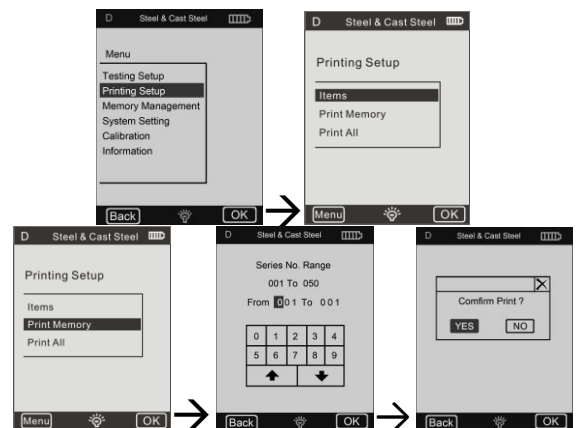 D Steel & Cast Steel
Menu
Testing Setup
Printing Setup
Memory Management
System Setting
Calibration
Information
Back OK
D Steel & Cast Steel
Printing Setup
Items
Print Memory
Print All
Menu OK
D Steel & Cast Steel
Printing Setup
Items
Print Memory
Print All
Menu OK
D Steel & Cast Steel
Series No. Range
001 To 050
From 001 To 001
0 1 2 3 4
5 6 7 8 9
Back OK
D Steel & Cast Steel
Comfirm Print ?
YES NO
Back OK